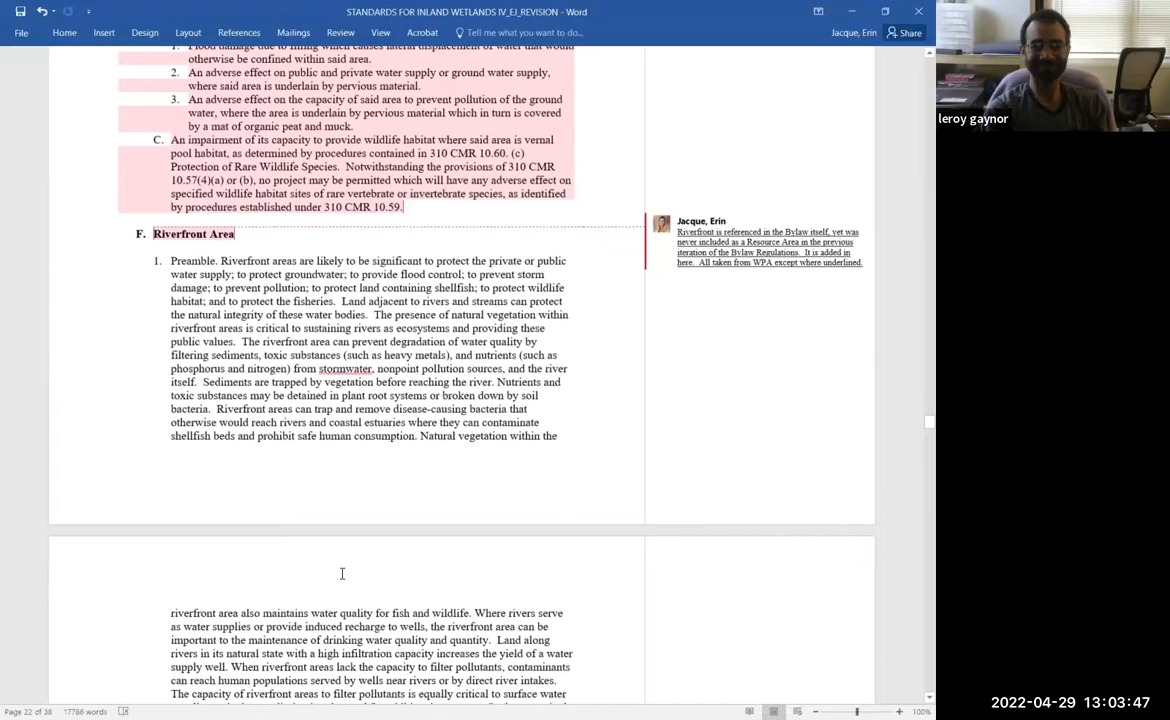 STANDARDS FOR INLAND WETLANDS IV_EJ_REVISION - Word
File Home Insert Design Layout References Mailings Review View Acrobat Tell me what you want to do... Jacque, Erin Share
1. Flood damage due to filling which causes lateral displacement of water that would
otherwise be confined within said area.
2. An adverse effect on public and private water supply or ground water supply,
where said area is underlain by pervious material.
3. An adverse effect on the capacity of said area to prevent pollution of the ground
water, where the area is underlain by pervious material which in turn is covered
by a mat of organic peat and muck.
C. An impairment of its capacity to provide wildlife habitat where said area is vernal
pool habitat, as determined by procedures contained in 310 CMR 10.60. (c)
Protection of Rare Wildlife Species. Notwithstanding the provisions of 310 CMR
10.57(4)(a) or (b), no project may be permitted which will have any adverse effect on
specified wildlife habitat sites of rare vertebrate or invertebrate species, as identified
by procedures established under 310 CMR 10.59.
F. Riverfront Area
1. Preamble. Riverfront areas are likely to be significant to protect the private or public
water supply; to protect groundwater; to provide flood control; to prevent storm
damage; to prevent pollution; to protect land containing shellfish; to protect wildlife
habitat; and to protect the fisheries. Land adjacent to rivers and streams can protect
the natural integrity of these water bodies. The presence of natural vegetation within
riverfront areas is critical to sustaining rivers as ecosystems and providing these
public values. The riverfront area can prevent degradation of water quality by
filtering sediments, toxic substances (such as heavy metals), and nutrients (such as
phosphorus and nitrogen) from stormwater, nonpoint pollution sources, and the river
itself. Sediments are trapped by vegetation before reaching the river. Nutrients and
toxic substances may be detained in plant root systems or broken down by soil
bacteria. Riverfront areas can trap and remove disease-causing bacteria that
otherwise would reach rivers and coastal estuaries where they can contaminate
shellfish beds and prohibit safe human consumption. Natural vegetation within the
Jacque, Erin
Riverfront is referenced in the Bylaw itself, yet was
never included as a Resource Area in the previous
iteration of the Bylaw Regulations. It is added in
here. All taken from WPA except where underlined.
riverfront area also maintains water quality for fish and wildlife. Where rivers serve
as water supplies or provide induced recharge to wells, the riverfront area can be
important to the maintenance of drinking water quality and quantity. Land along
rivers in its natural state with a high infiltration capacity increases the yield of a water
supply well. When riverfront areas lack the capacity to filter pollutants, contaminants
can reach human populations served by wells near rivers or by direct river intakes.
The capacity of riverfront areas to filter pollutants is equally critical to surface water
Page 22 of 38 17786 words 100%
leroy gaynor
2022-04-29 13:03:47